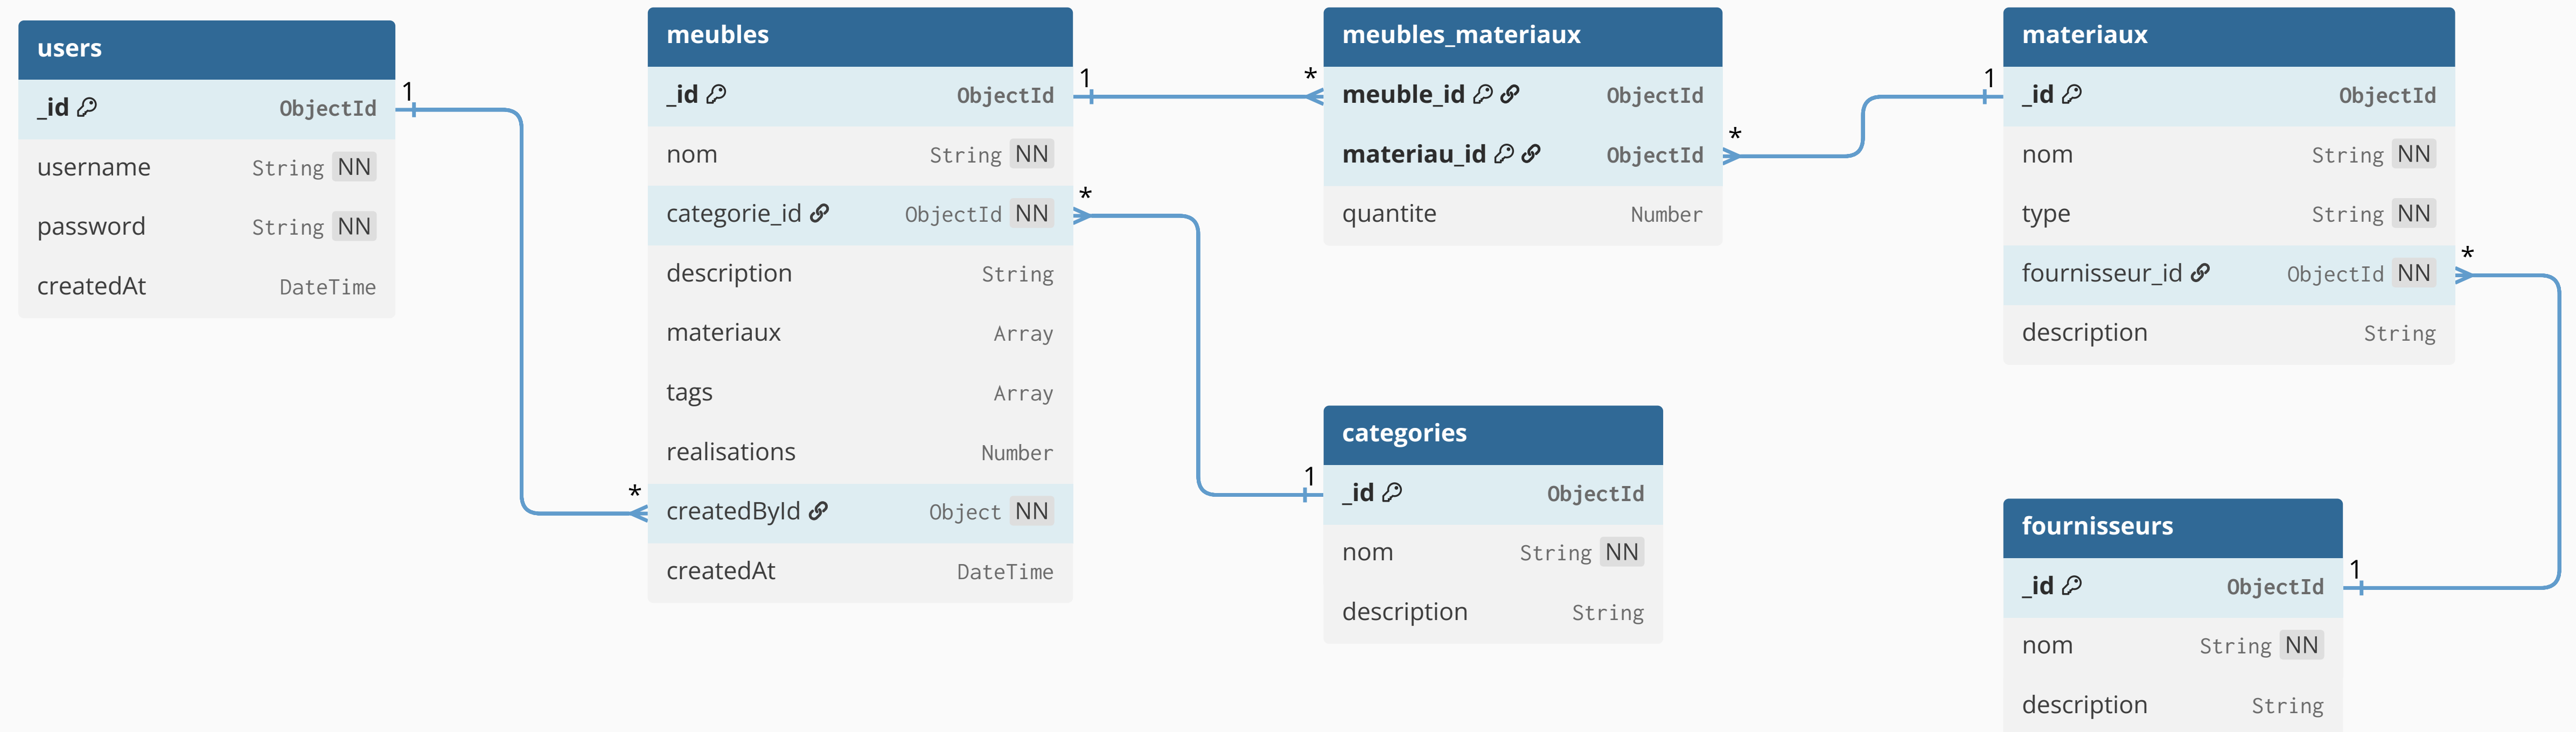 users
_id ObjectId
username String NN
password String NN
createdAt DateTime
1
*
meubles
_id ObjectId
nom String NN
categorie_id ObjectId NN
description String
materiaux Array
tags Array
realisations Number
createdById Object NN
createdAt DateTime
1
*
*
1
meubles_materiaux
meuble_id ObjectId
materiau_id ObjectId
quantite Number
*
1
categories
_id ObjectId
nom String NN
description String
materiaux
_id ObjectId
nom String NN
type String NN
fournisseur_id ObjectId NN
description String
*
1
fournisseurs
_id ObjectId
nom String NN
description String